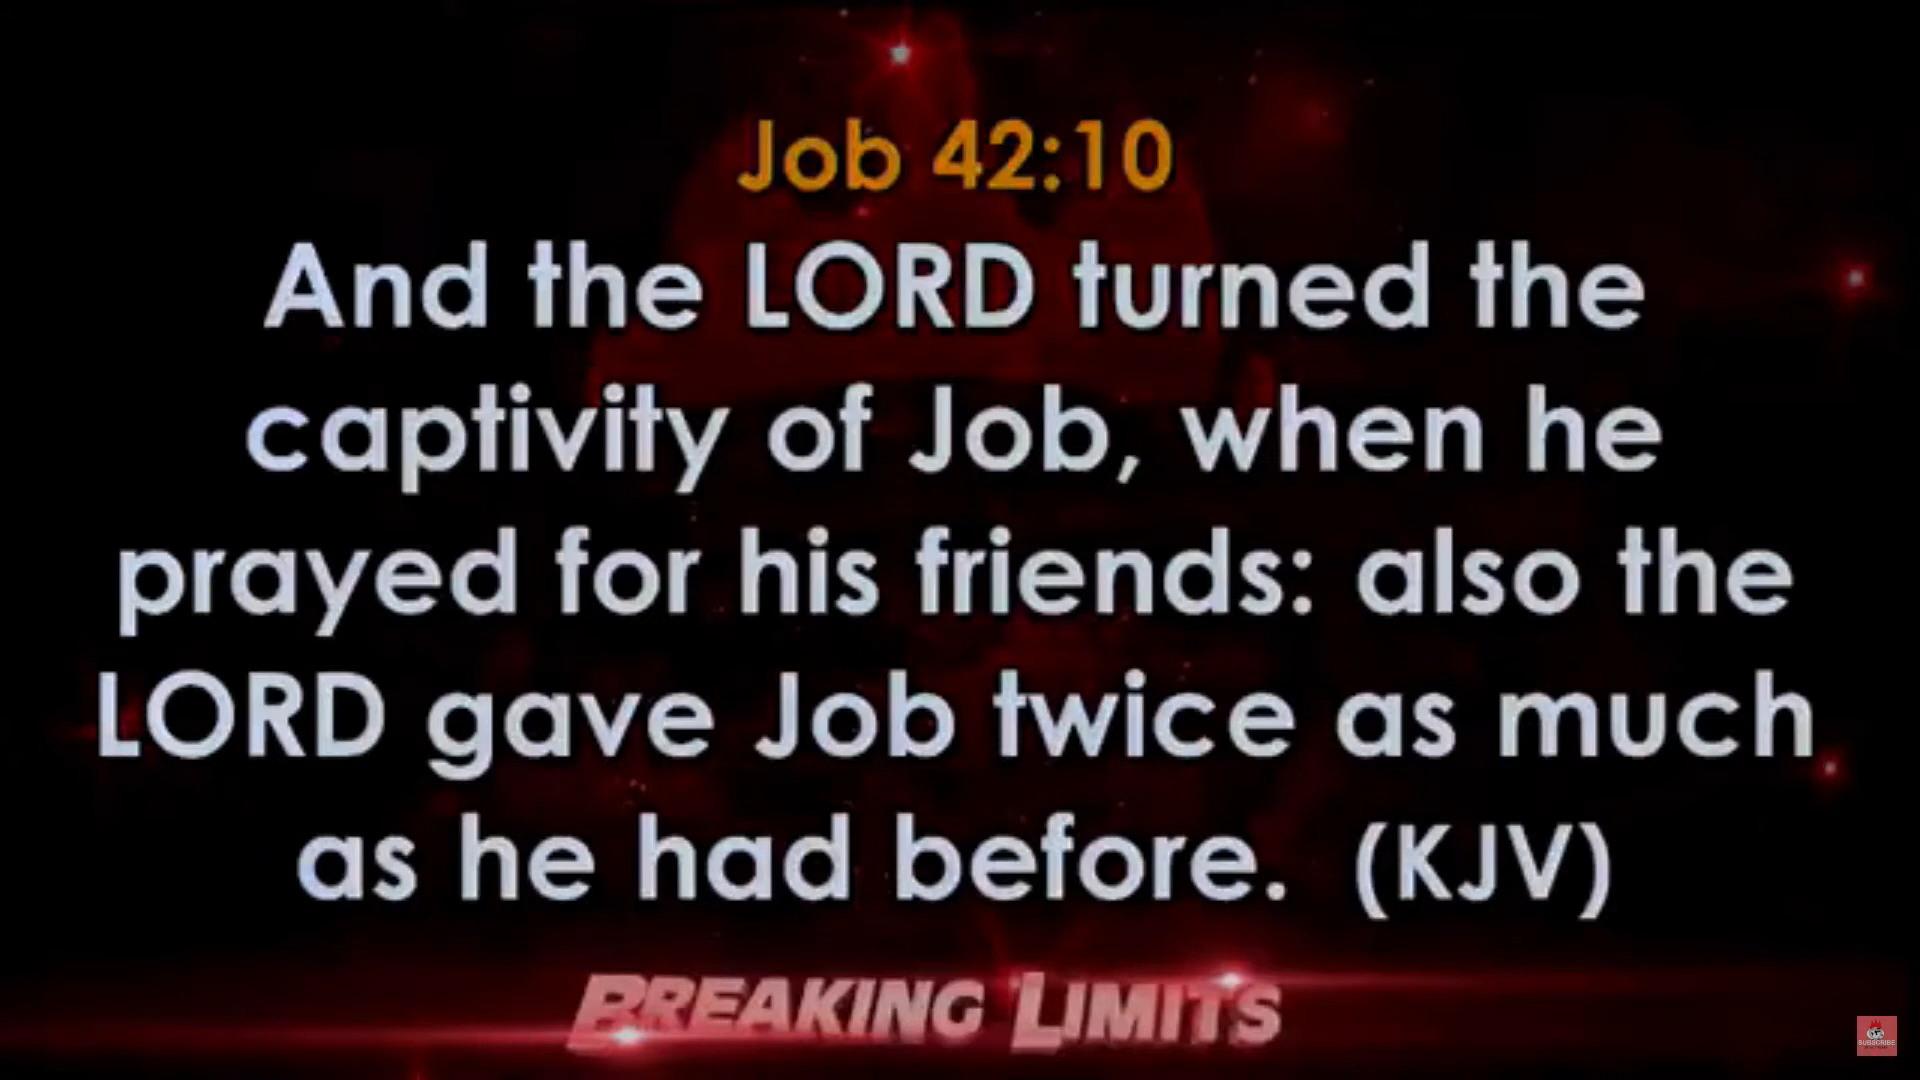 Job 42:10
And the LORD turned the
captivity of Job, when he
prayed for his friends: also the
LORD gave Job twice as much
as he had before.  (KJV)
BREAKING LIMITS
SUBSCRIBE